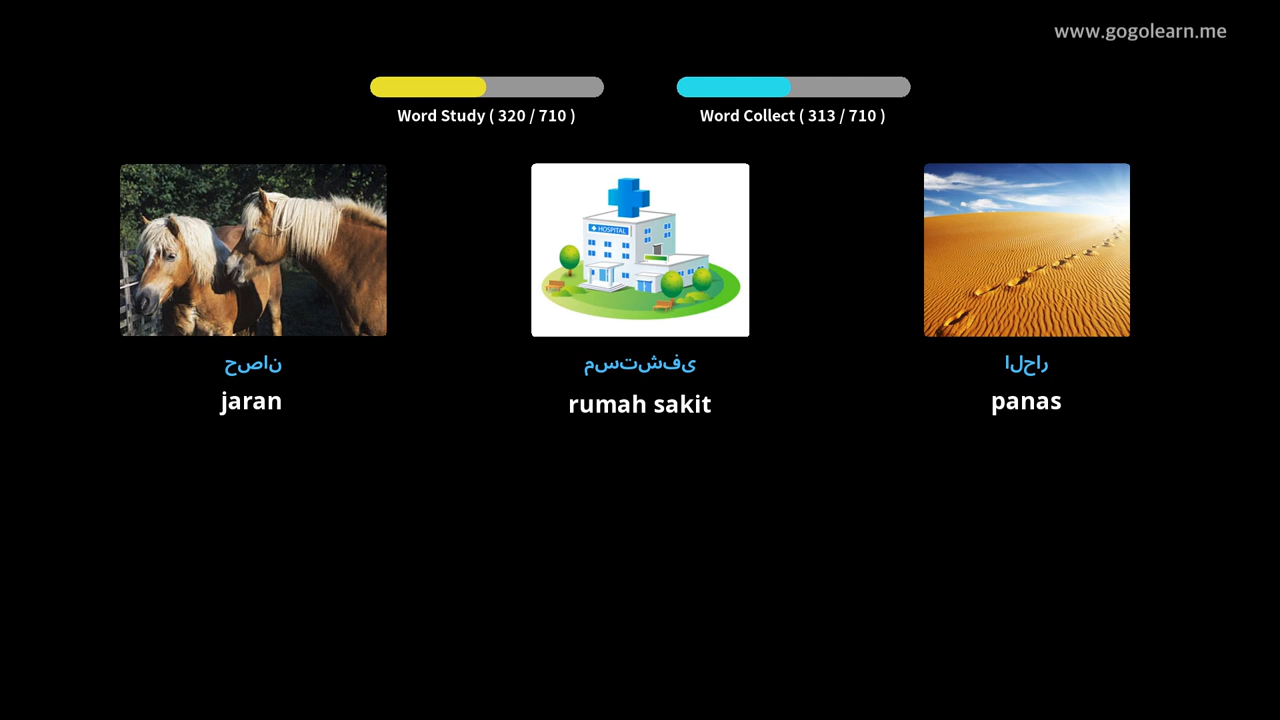 www.gogolearn.me
Word Study ( 320 / 710 )
Word Collect ( 313 / 710 )
HOSPITAL
حصان
مستشفى
الحار
jaran
rumah sakit
panas